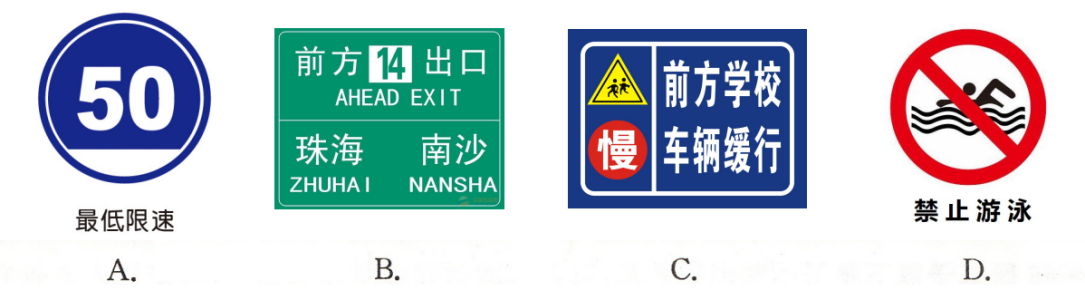 50
最低限速
A.
前方 14 出口
AHEAD EXIT
珠海 南沙
ZHUHAI NANSHA
B.
前方学校
慢 车辆缓行
C.
禁止游泳
D.